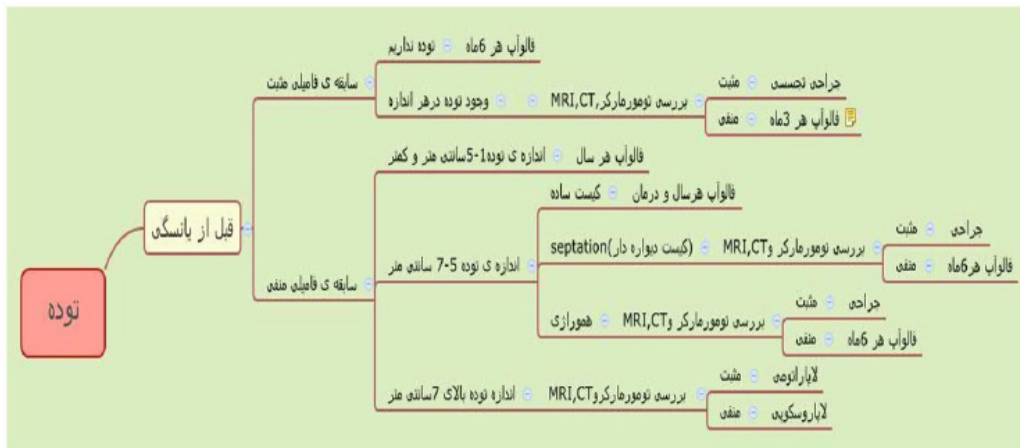 توده
قبل از یائسگی
سابقه ی فامیلی مثبت
توده نداریم
فالوآپ هر 6ماه
وجود توده درهر اندازه
بررسی تومورمارکر,MRI,CT
مثبت
جراحی تجسسی
منفی
فالوآپ هر 3ماه
سابقه ی فامیلی منفی
اندازه ی توده1-5سانتی متر و کمتر
فالوآپ هر سال
اندازه ی توده 5-7 سانتی متر
کیست ساده
فالوآپ هرسال و درمان
septation(کیست دیواره دار)
بررسی تومورمارکر وMRI,CT
مثبت
جراحی
منفی
فالوآپ هر6ماه
هموراژی
بررسی تومورمارکر وMRI,CT
مثبت
جراحی
منفی
فالوآپ هر 6ماه
اندازه توده بالای 7سانتی متر
بررسی تومورمارکروMRI,CT
مثبت
لاپاراتومی
منفی
لاپاروسکوپی